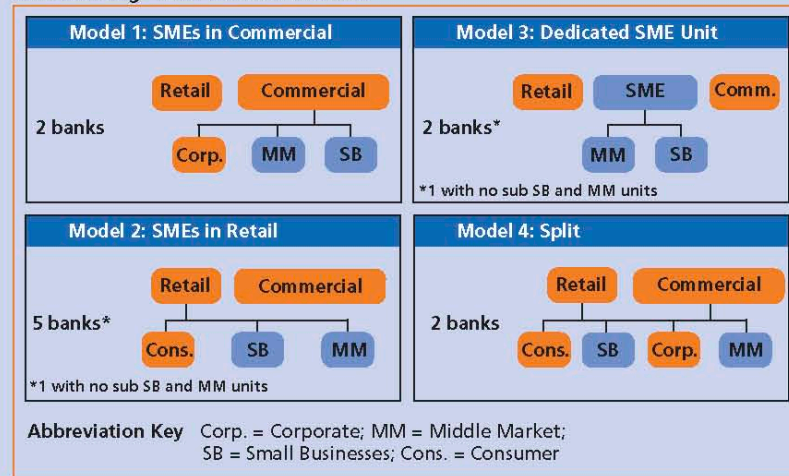 Model 1: SMEs in Commercial
Retail
Commercial
2 banks
Corp.
MM
SB
Model 3: Dedicated SME Unit
Retail
SME
Comm.
2 banks*
MM
SB
*1 with no sub SB and MM units
Model 2: SMEs in Retail
Retail
Commercial
5 banks*
Cons.
SB
MM
*1 with no sub SB and MM units
Model 4: Split
Retail
Commercial
2 banks
Cons.
SB
Corp.
MM
Abbreviation Key Corp. = Corporate; MM = Middle Market;
SB = Small Businesses; Cons. = Consumer